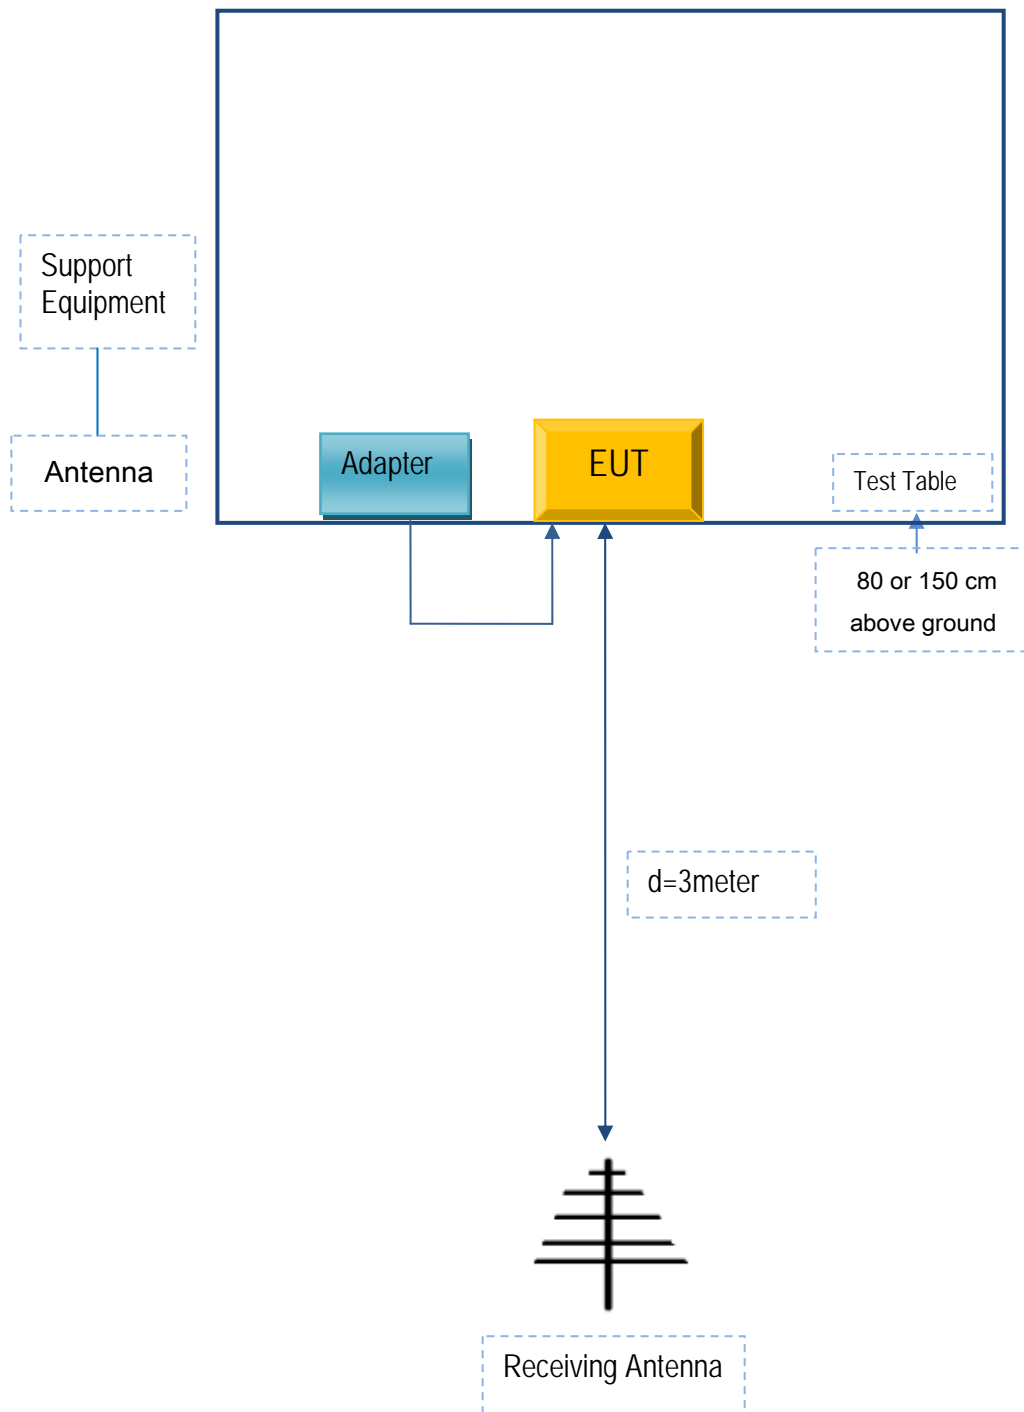 Support
Equipment
Antenna
Adapter
EUT
Test Table
80 or 150 cm
above ground
d=3meter
Receiving Antenna